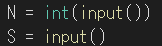 N = int(input())
S = input()